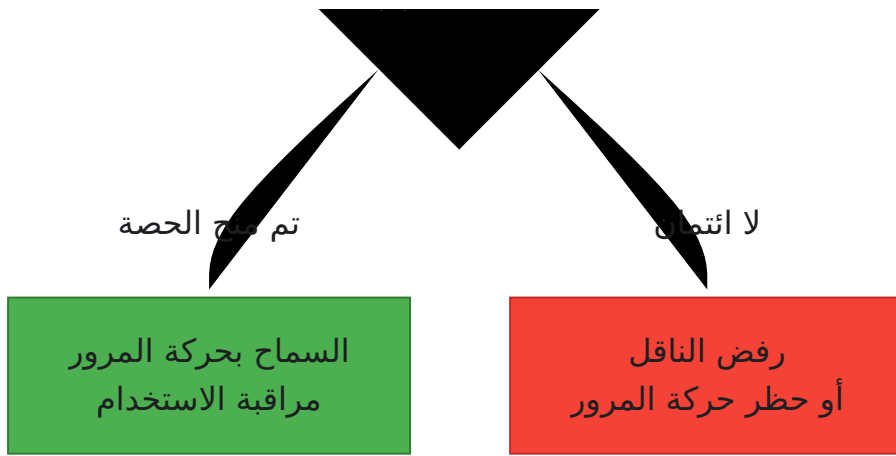 تم منح الحصة
لا ائتمان
السماح بحركة المرور
مراقبة الاستخدام
رفض الناقل
أو حظر حركة المرور